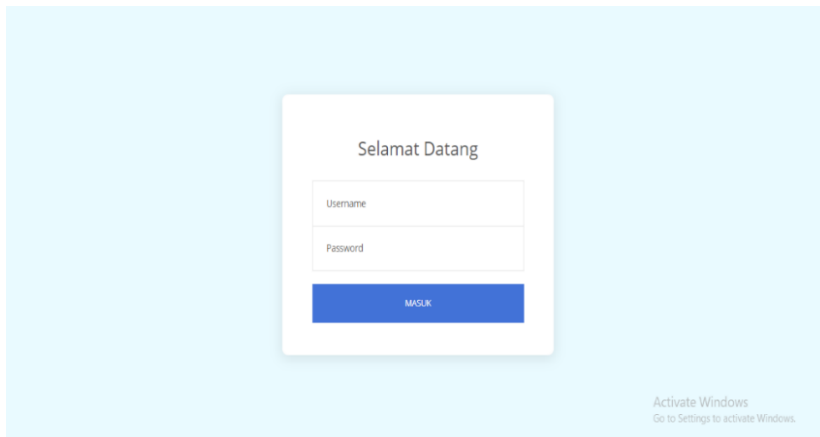 Selamat Datang
Username
Password
MASUK
Activate Windows
Go to Settings to activate Windows.